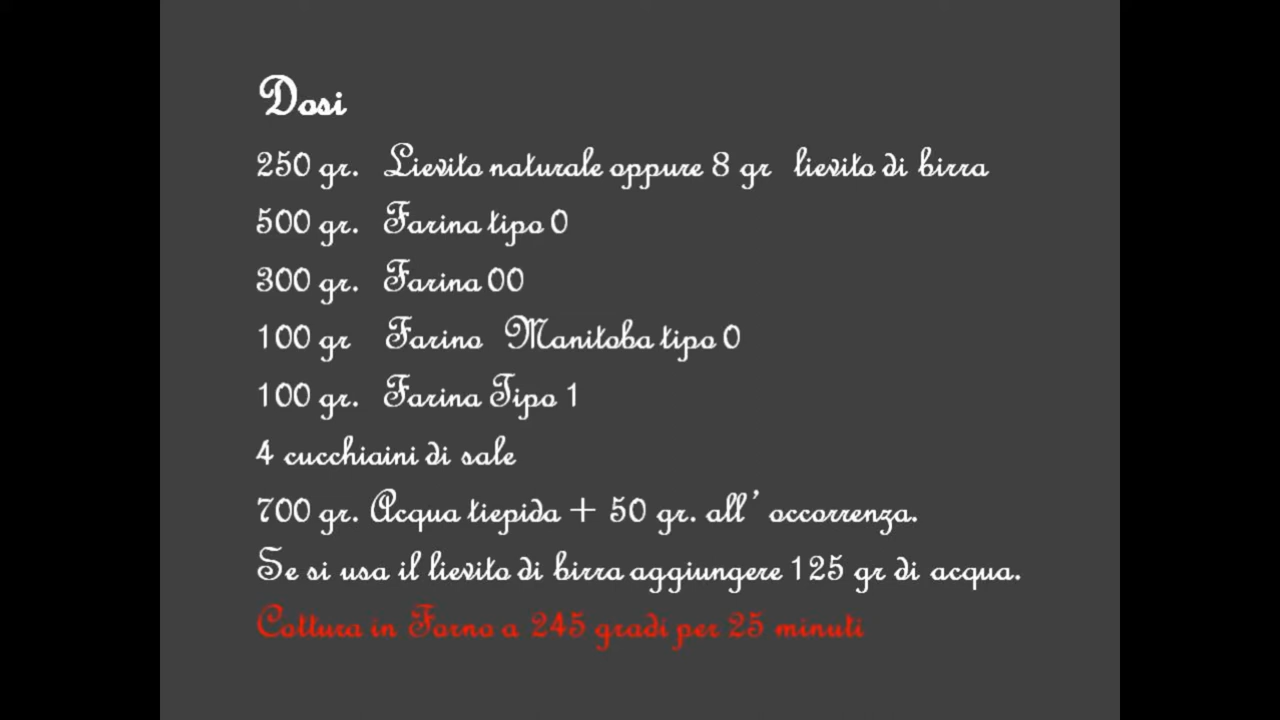 Dosi
250 gr. Lievito naturale oppure 8 gr lievito di birra
500 gr. Farina tipo 0
300 gr. Farina 00
100 gr Farina Manitoba tipo 0
100 gr. Farina Tipo 1
4 cucchiaini di sale
700 gr. Acqua tiepida + 50 gr. all' occorrenza.
Se si usa il lievito di birra aggiungere 125 gr di acqua.
Cottura in Forno a 245 gradi per 25 minuti